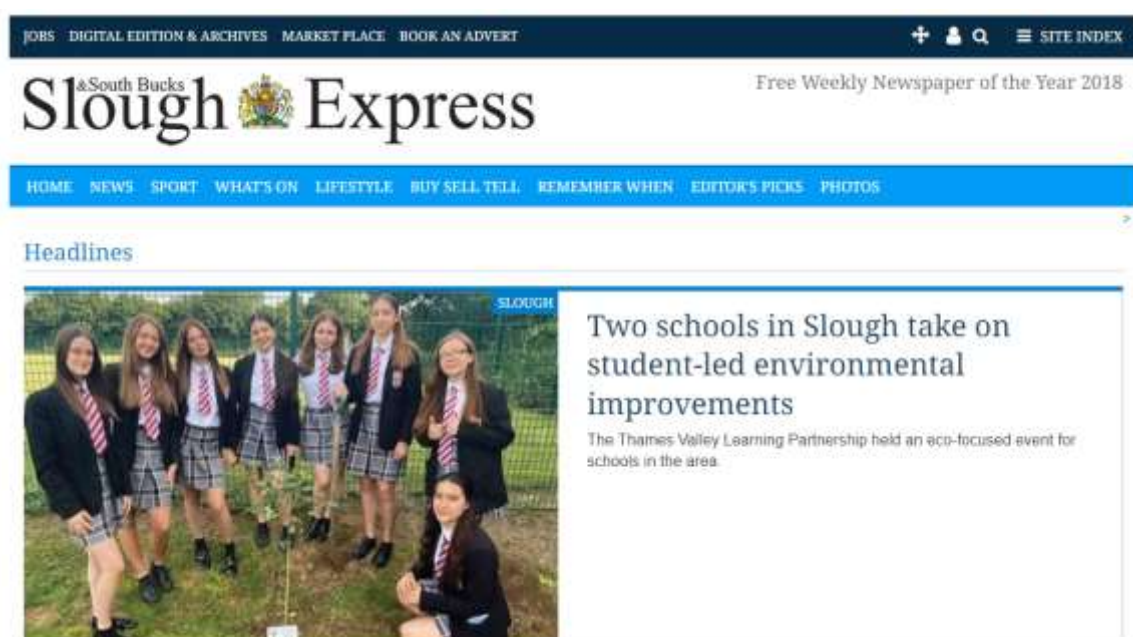 JOBS DIGITAL EDITION & ARCHIVES MARKET PLACE BOOK AN ADVERT SITE INDEX
&South Bucks
Slough Express
Free Weekly Newspaper of the Year 2018
HOME NEWS SPORT WHAT'S ON LIFESTYLE BUY SELL TELL REMEMBER WHEN EDITOR'S PICKS PHOTOS
>
Headlines
SLOUGH
Two schools in Slough take on
student-led environmental
improvements
The Thames Valley Learning Partnership held an eco-focused event for
schools in the area.